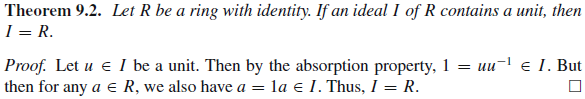 Theorem 9.2. Let R be a ring with identity. If an ideal I of R contains a unit, then
I = R.
Proof. Let u ∈ I be a unit. Then by the absorption property, 1 = uu⁻¹ ∈ I. But
then for any a ∈ R, we also have a = 1a ∈ I. Thus, I = R. □